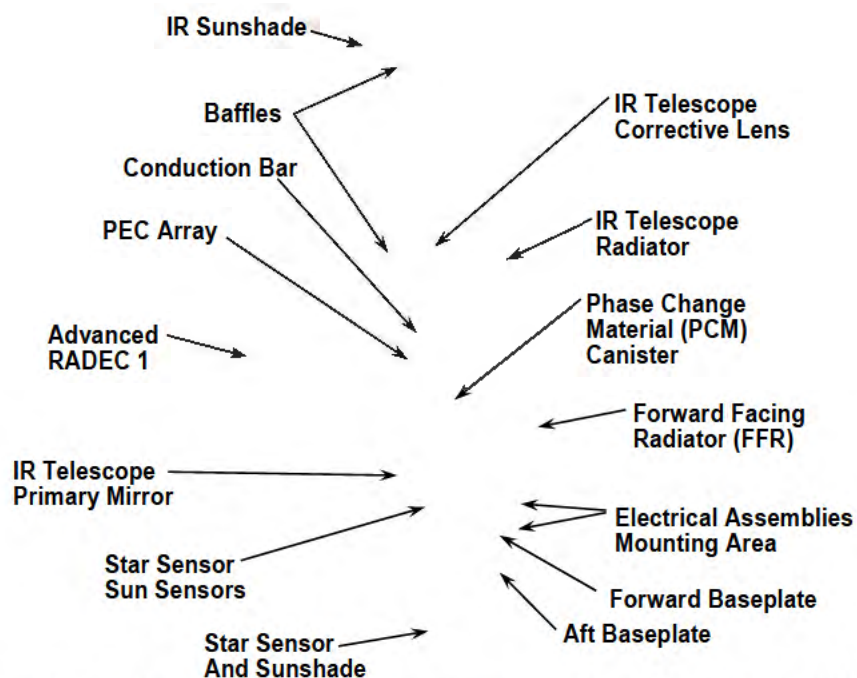 IR Sunshade
Baffles
IR Telescope
Corrective Lens
Conduction Bar
PEC Array
IR Telescope
Radiator
Phase Change
Material (PCM)
Canister
Advanced
RADEC 1
Forward Facing
Radiator (FFR)
IR Telescope
Primary Mirror
Electrical Assemblies
Mounting Area
Star Sensor
Sun Sensors
Forward Baseplate
Aft Baseplate
Star Sensor
And Sunshade